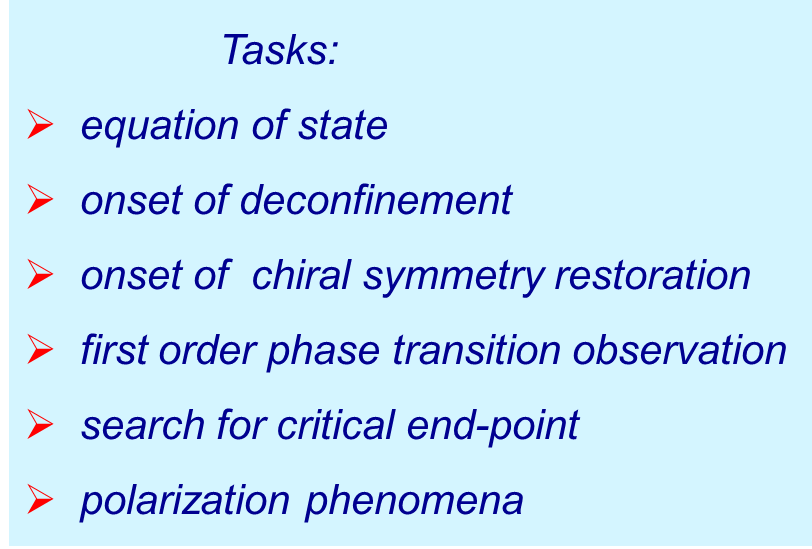 Tasks:
equation of state
onset of deconfinement
onset of chiral symmetry restoration
first order phase transition observation
search for critical end-point
polarization phenomena